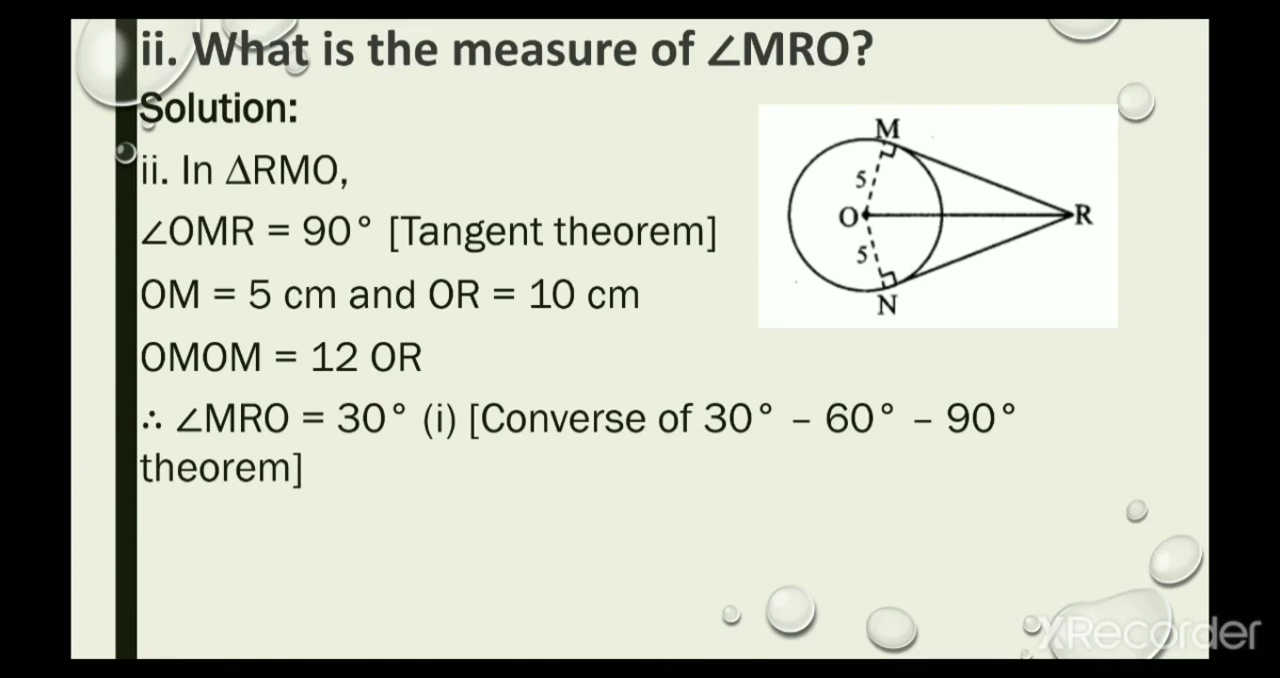 ii. What is the measure of ∠MRO?
Solution:
ii. In ΔRMO,
∠OMR = 90° [Tangent theorem]
OM = 5 cm and OR = 10 cm
OMOM = 12 OR
∴ ∠MRO = 30° (i) [Converse of 30° – 60° – 90°
theorem]
M
5
O
R
5
N
XRecorder